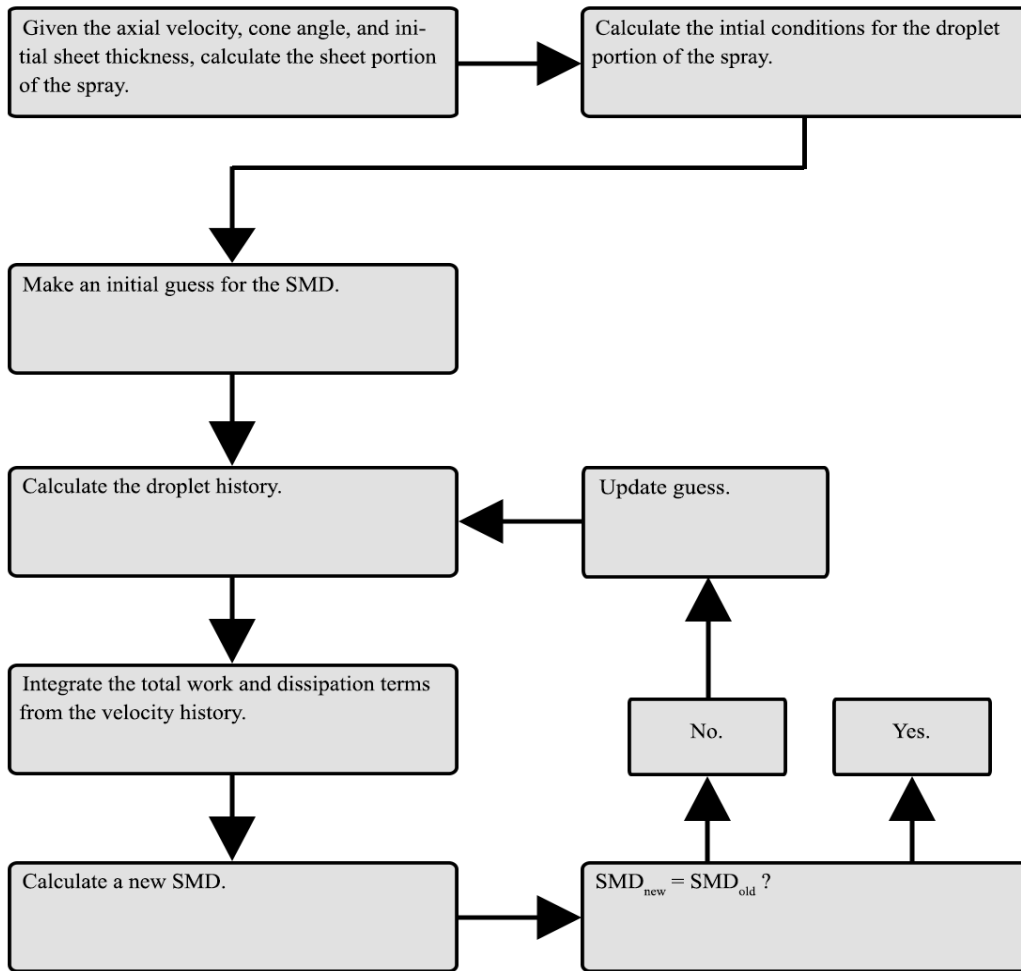 Given the axial velocity, cone angle, and ini-
tial sheet thickness, calculate the sheet portion
of the spray.
Calculate the intial conditions for the droplet
portion of the spray.
Make an initial guess for the SMD.
Calculate the droplet history.
Update guess.
Integrate the total work and dissipation terms
from the velocity history.
No.
Yes.
Calculate a new SMD.
SMD_new = SMD_old ?